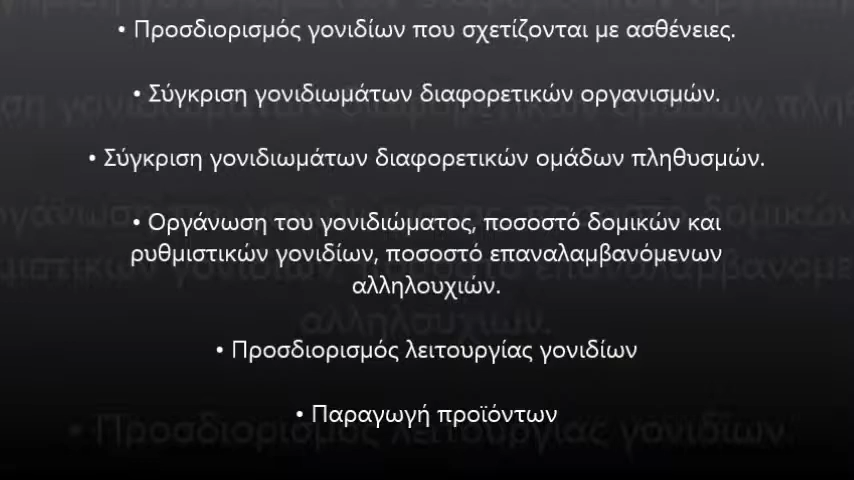 • Προσδιορισμός γονιδίων που σχετίζονται με ασθένειες.
• Σύγκριση γονιδιωμάτων διαφορετικών οργανισμών.
• Σύγκριση γονιδιωμάτων διαφορετικών ομάδων πληθυσμών.
• Οργάνωση του γονιδιώματος, ποσοστό δομικών και
ρυθμιστικών γονιδίων, ποσοστό επαναλαμβανόμενων
αλληλουχιών.
• Προσδιορισμός λειτουργίας γονιδίων
• Παραγωγή προϊόντων